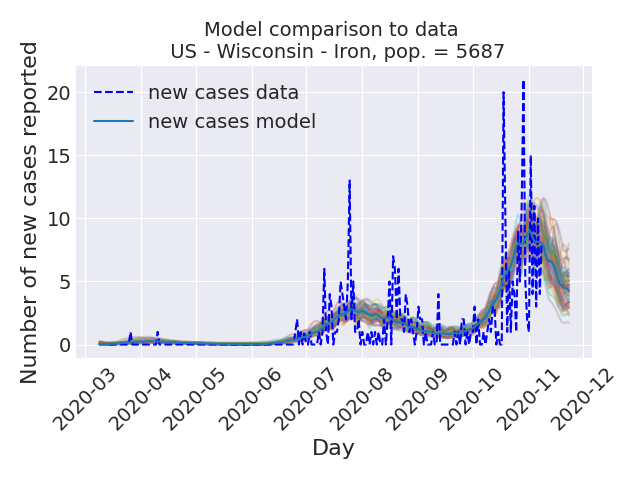 Model comparison to data
US - Wisconsin - Iron, pop. = 5687
Number of new cases reported
20
15
10
5
0
new cases data
new cases model
2020-03
2020-04
2020-05
2020-06
2020-07
2020-08
2020-09
2020-10
2020-11
2020-12
Day